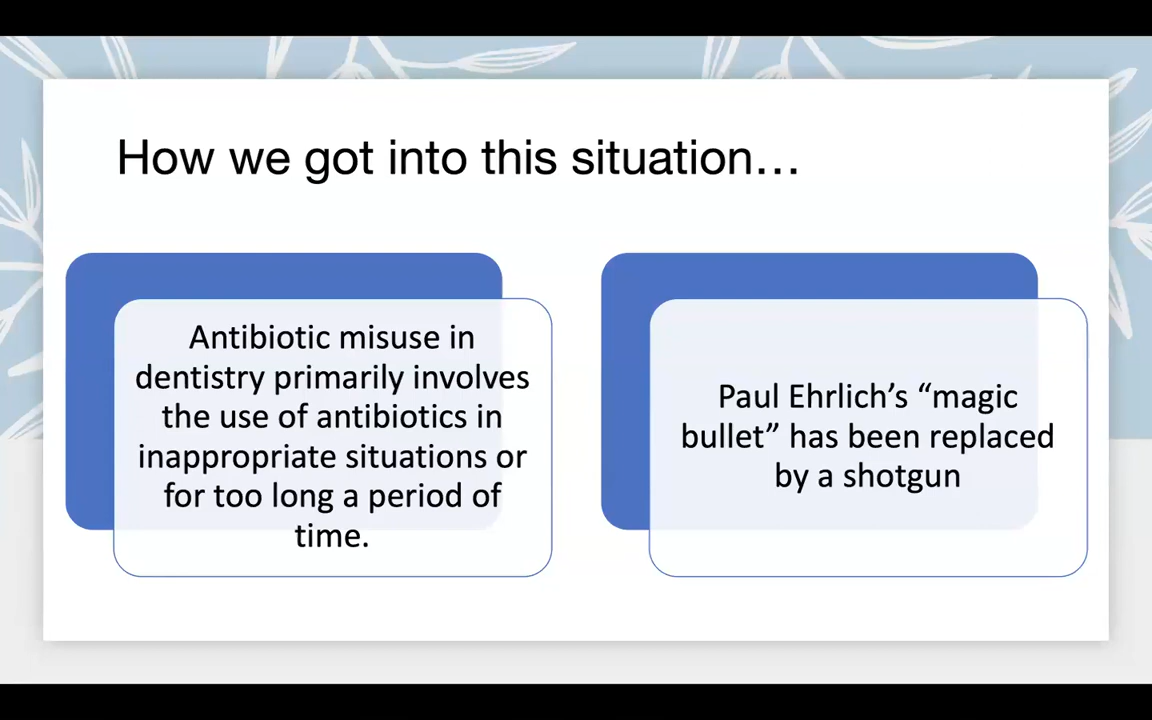 How we got into this situation…
Antibiotic misuse in
dentistry primarily involves
the use of antibiotics in
inappropriate situations or
for too long a period of
time.
Paul Ehrlich’s “magic
bullet” has been replaced
by a shotgun